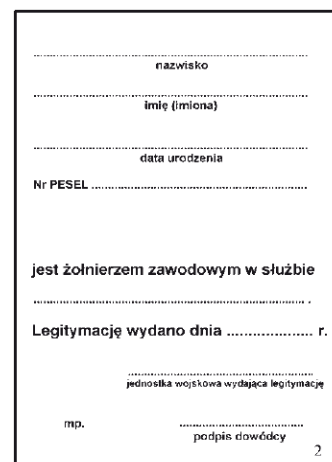 ........................................
nazwisko
........................................
imię (imiona)
........................................
data urodzenia
Nr PESEL ........................................
jest żołnierzem zawodowym w służbie
........................................ .
Legitymację wydano dnia .................... r.
........................................
jednostka wojskowa wydająca legitymację
mp. ........................................
podpis dowódcy
2